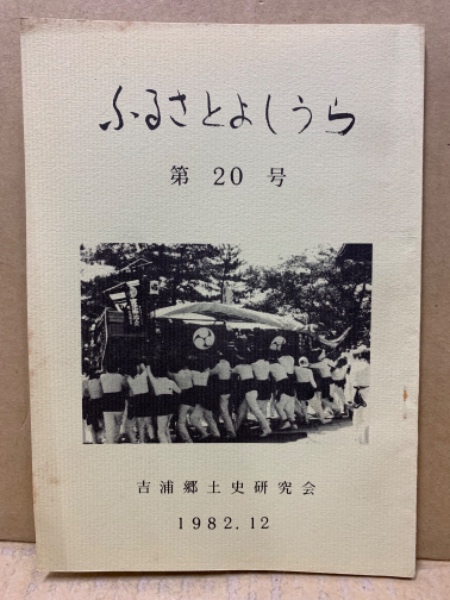 ふるさとよしうら
第 20 号
吉浦郷土史研究会
1982.12